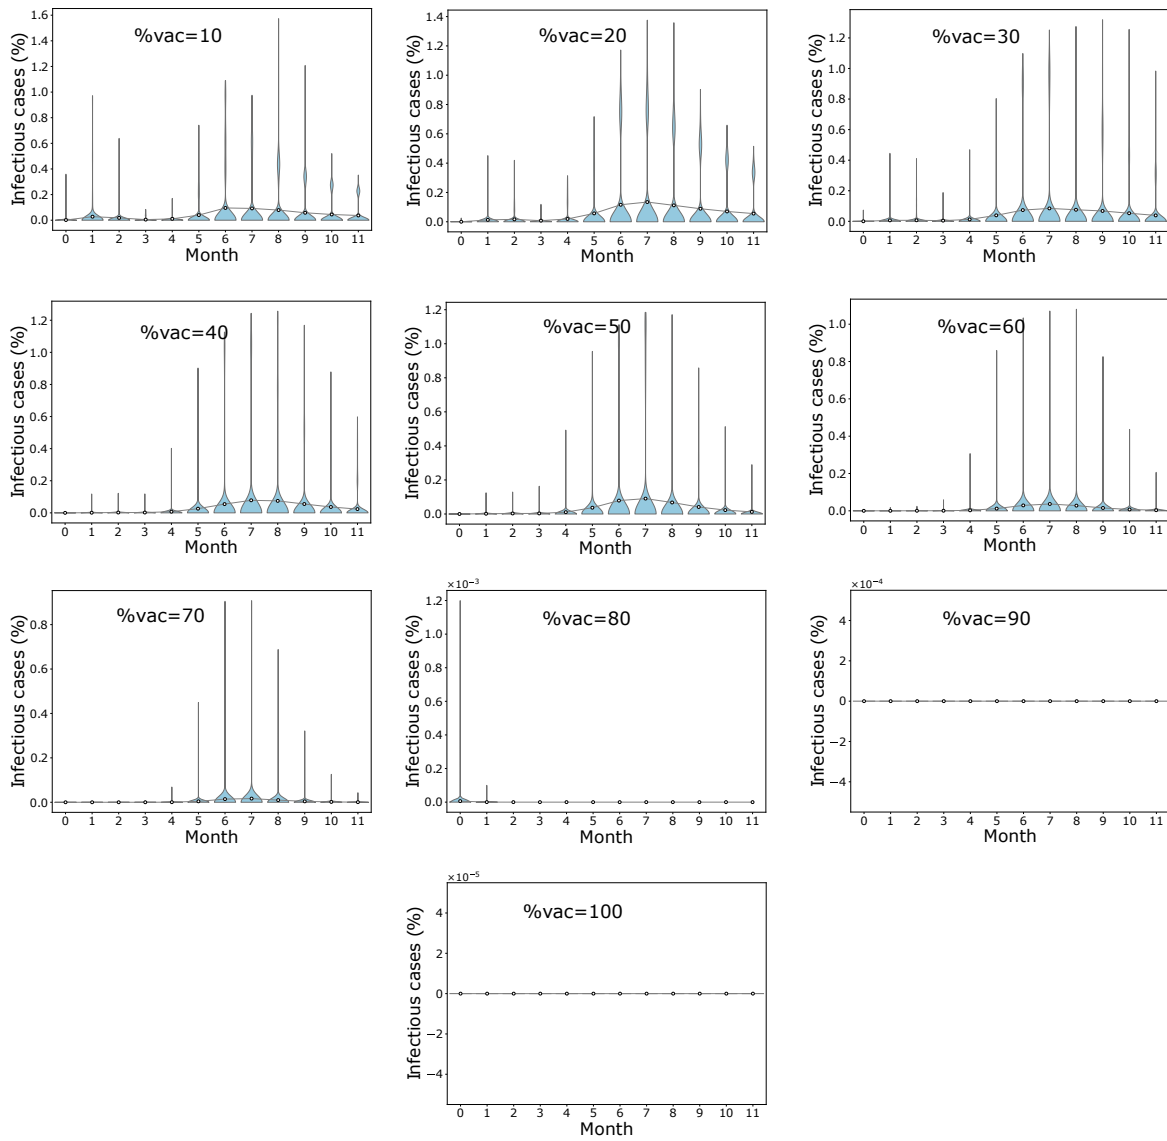 %vac=10
Infectious cases (%)
1.6
1.4
1.2
1.0
0.8
0.6
0.4
0.2
0.0
0 1 2 3 4 5 6 7 8 9 10 11
Month
%vac=20
Infectious cases (%)
1.4
1.2
1.0
0.8
0.6
0.4
0.2
0.0
0 1 2 3 4 5 6 7 8 9 10 11
Month
%vac=30
Infectious cases (%)
1.2
1.0
0.8
0.6
0.4
0.2
0.0
0 1 2 3 4 5 6 7 8 9 10 11
Month
%vac=40
Infectious cases (%)
1.2
1.0
0.8
0.6
0.4
0.2
0.0
0 1 2 3 4 5 6 7 8 9 10 11
Month
%vac=50
Infectious cases (%)
1.2
1.0
0.8
0.6
0.4
0.2
0.0
0 1 2 3 4 5 6 7 8 9 10 11
Month
%vac=60
Infectious cases (%)
1.0
0.8
0.6
0.4
0.2
0.0
0 1 2 3 4 5 6 7 8 9 10 11
Month
%vac=70
Infectious cases (%)
0.8
0.6
0.4
0.2
0.0
0 1 2 3 4 5 6 7 8 9 10 11
Month
×10⁻³
%vac=80
Infectious cases (%)
1.2
1.0
0.8
0.6
0.4
0.2
0.0
0 1 2 3 4 5 6 7 8 9 10 11
Month
×10⁻⁴
%vac=90
Infectious cases (%)
4
2
0
−2
−4
0 1 2 3 4 5 6 7 8 9 10 11
Month
×10⁻⁵
%vac=100
Infectious cases (%)
4
2
0
−2
−4
0 1 2 3 4 5 6 7 8 9 10 11
Month